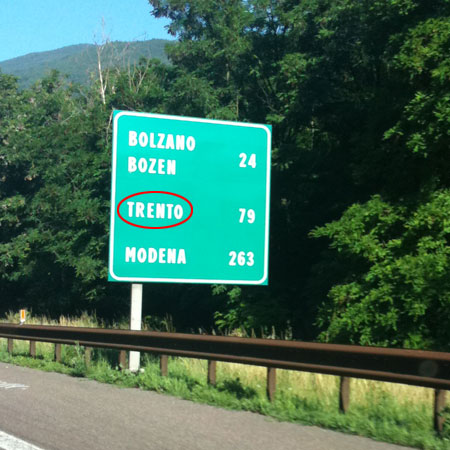 BOLZANO
BOZEN 24
TRENTO 79
MODENA 263